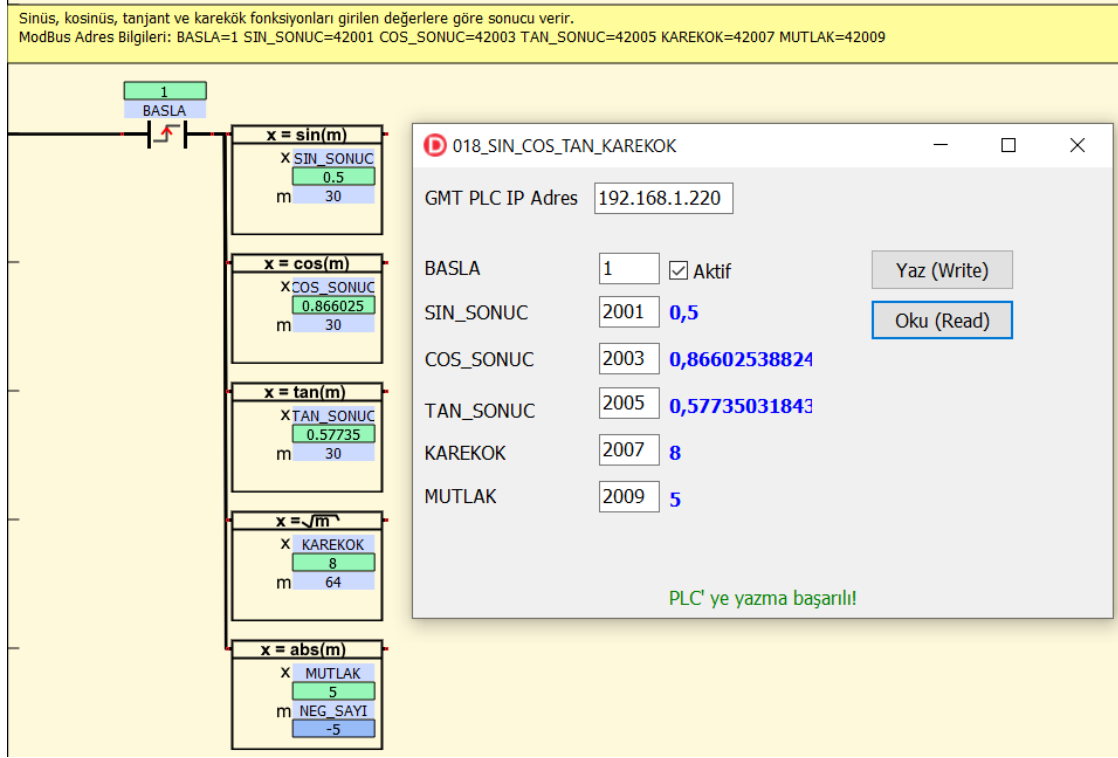 Sinüs, kosinüs, tanjant ve karekök fonksiyonları girilen değerlere göre sonucu verir.
ModBus Adres Bilgileri: BASLA=1 SIN_SONUC=42001 COS_SONUC=42003 TAN_SONUC=42005 KAREKOK=42007 MUTLAK=42009
1
BASLA
x = sin(m)
x SIN_SONUC
0.5
m 30
x = cos(m)
x COS_SONUC
0.866025
m 30
x = tan(m)
x TAN_SONUC
0.57735
m 30
x =√m
x KAREKOK
8
m 64
x = abs(m)
x MUTLAK
5
m NEG_SAYI
-5
018_SIN_COS_TAN_KAREKOK
GMT PLC IP Adres 192.168.1.220
BASLA 1 Aktif Yaz (Write)
SIN_SONUC 2001 0,5 Oku (Read)
COS_SONUC 2003 0,86602538824
TAN_SONUC 2005 0,57735031843
KAREKOK 2007 8
MUTLAK 2009 5
PLC' ye yazma başarılı!